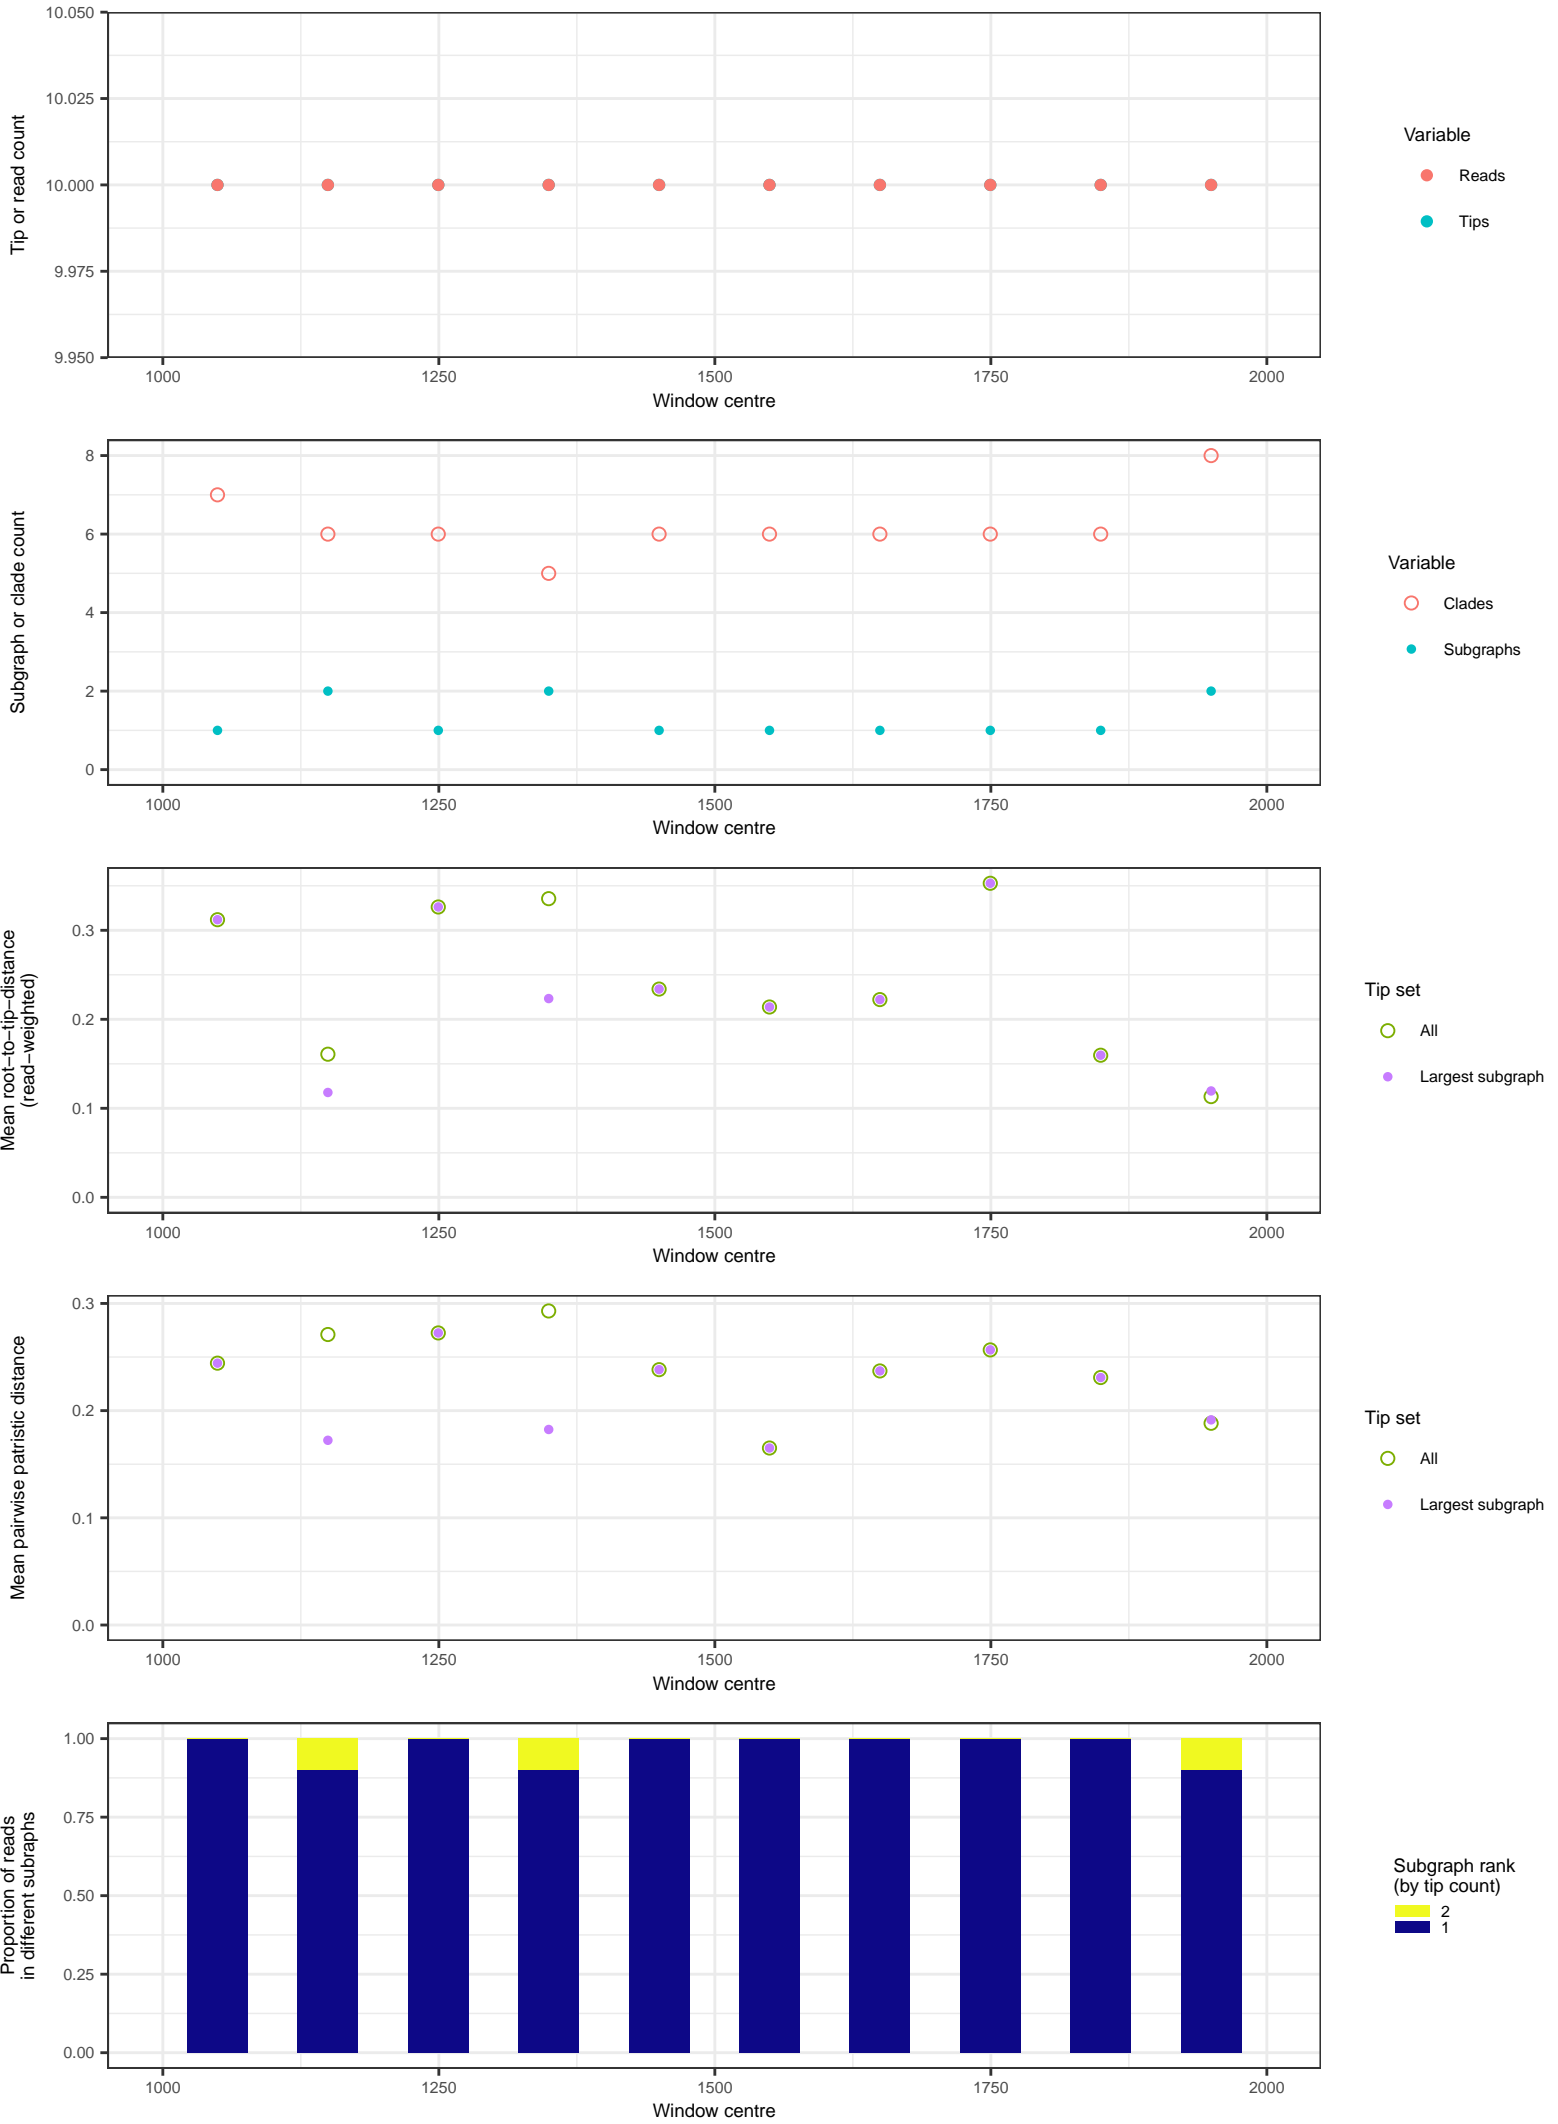 10.050
10.025
10.000
9.975
9.950
Tip or read count
1000 1250 1500 1750 2000
Window centre
Variable
Reads
Tips
8
6
4
2
0
Subgraph or clade count
1000 1250 1500 1750 2000
Window centre
Variable
Clades
Subgraphs
0.3
0.2
0.1
0.0
Mean root−to−tip−distance
(read−weighted)
1000 1250 1500 1750 2000
Window centre
Tip set
All
Largest subgraph
0.3
0.2
0.1
0.0
Mean pairwise patristic distance
1000 1250 1500 1750 2000
Window centre
Tip set
All
Largest subgraph
1.00
0.75
0.50
0.25
0.00
Proportion of reads
in different subraphs
1000 1250 1500 1750 2000
Window centre
Subgraph rank
(by tip count)
2
1